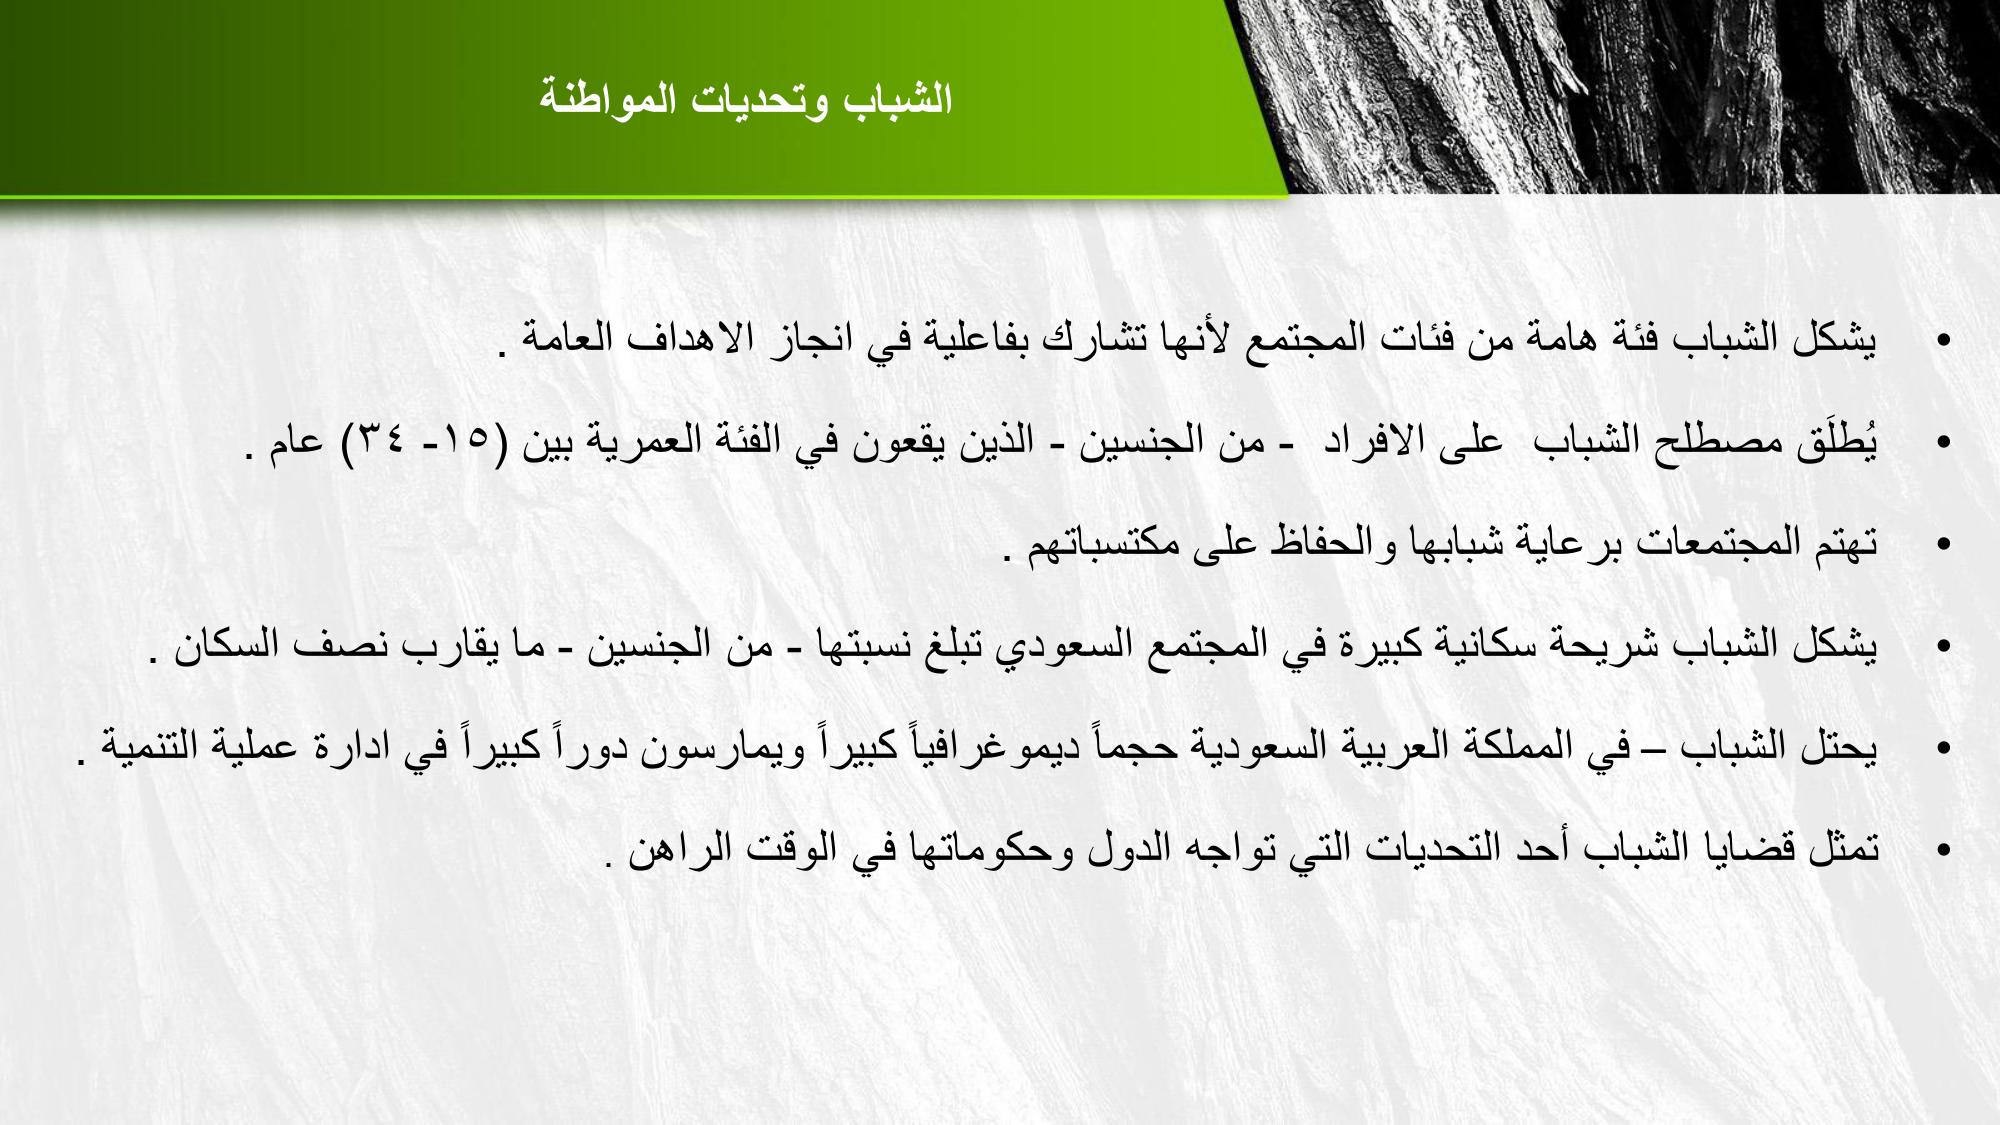 الشباب وتحديات المواطنة
• يشكل الشباب فئة هامة من فئات المجتمع لأنها تشارك بفاعلية في انجاز الاهداف العامة .
• يُطلَق مصطلح الشباب على الافراد - من الجنسين - الذين يقعون في الفئة العمرية بين (١٥- ٣٤) عام .
• تهتم المجتمعات برعاية شبابها والحفاظ على مكتسباتهم .
• يشكل الشباب شريحة سكانية كبيرة في المجتمع السعودي تبلغ نسبتها - من الجنسين - ما يقارب نصف السكان .
• يحتل الشباب – في المملكة العربية السعودية حجماً ديموغرافياً كبيراً ويمارسون دوراً كبيراً في ادارة عملية التنمية .
• تمثل قضايا الشباب أحد التحديات التي تواجه الدول وحكوماتها في الوقت الراهن .